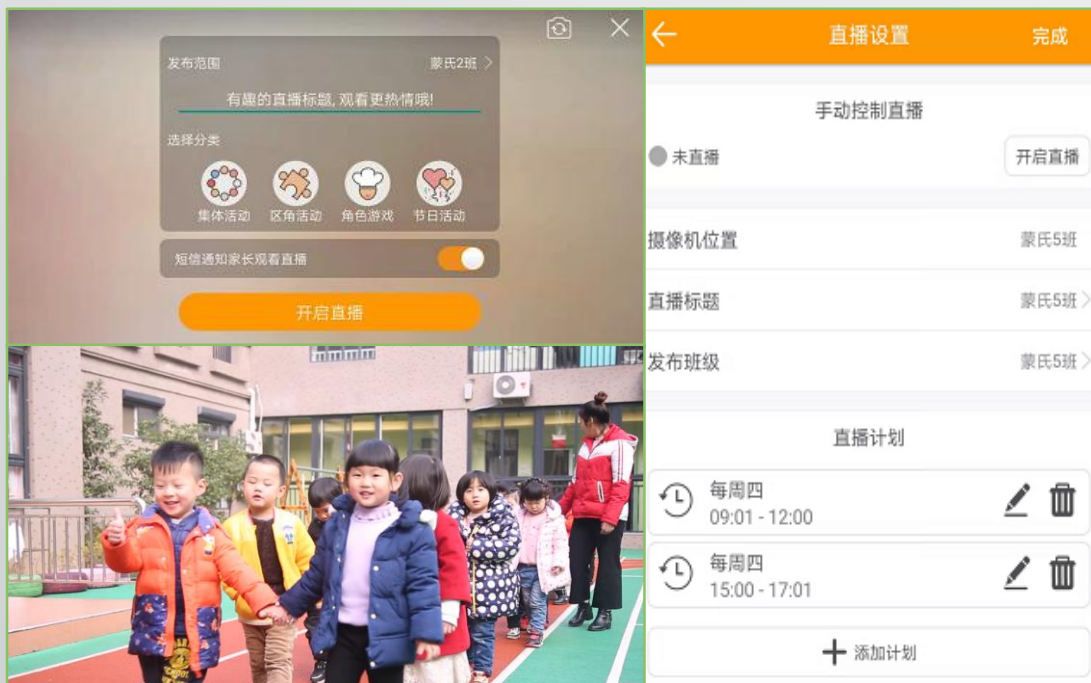 发布范围
蒙氏2班
有趣的直播标题, 观看更热情哦!
选择分类
集体活动 区角活动 角色游戏 节日活动
短信通知家长观看直播
开启直播
直播设置
完成
手动控制直播
未直播
开启直播
摄像机位置
蒙氏5班
直播标题
蒙氏5班
发布班级
蒙氏5班
直播计划
每周四
09:01 - 12:00
每周四
15:00 - 17:01
添加计划